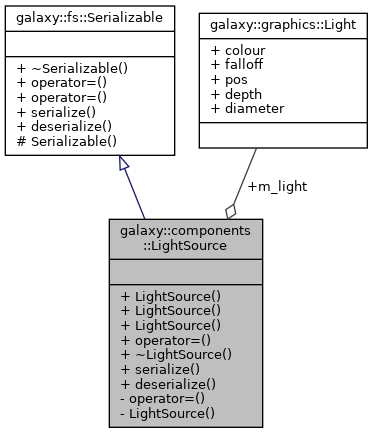 galaxy::fs::Serializable
+ ~Serializable()
+ operator=()
+ operator=()
+ serialize()
+ deserialize()
# Serializable()
galaxy::graphics::Light
+ colour
+ falloff
+ pos
+ depth
+ diameter
+m_light
galaxy::components
::LightSource
+ LightSource()
+ LightSource()
+ LightSource()
+ operator=()
+ ~LightSource()
+ serialize()
+ deserialize()
- operator=()
- LightSource()